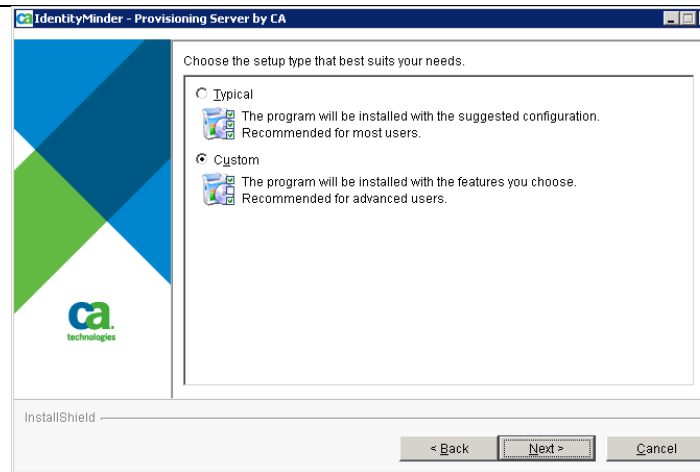 IdentityMinder - Provisioning Server by CA
Choose the setup type that best suits your needs.
Typical
The program will be installed with the suggested configuration.
Recommended for most users.
Custom
The program will be installed with the features you choose.
Recommended for advanced users.
ca.
technologies
InstallShield
< Back
Next >
Cancel